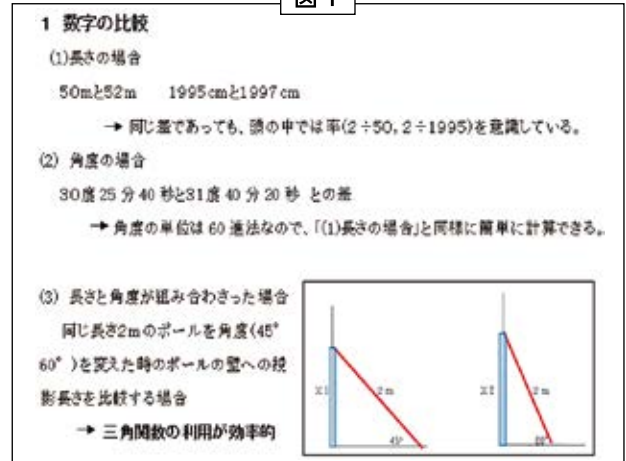 図1
1 数字の比較
(1)長さの場合
50mと52m 1995cmと1997cm
→ 同じ差であっても、頭の中では率(2÷50, 2÷1995)を意識している。
(2) 角度の場合
30度25分40秒と31度40分20秒 との差
→ 角度の単位は60進法なので、「(1)長さの場合」と同様に簡単に計算できる。
(3) 長さと角度が組み合わさった場合
同じ長さ2mのポールを角度(45°
60°)を変えた時のポールの壁への投
影長さを比較する場合
→ 三角関数の利用が効率的
X1 2m
45°
X2 2m
60°